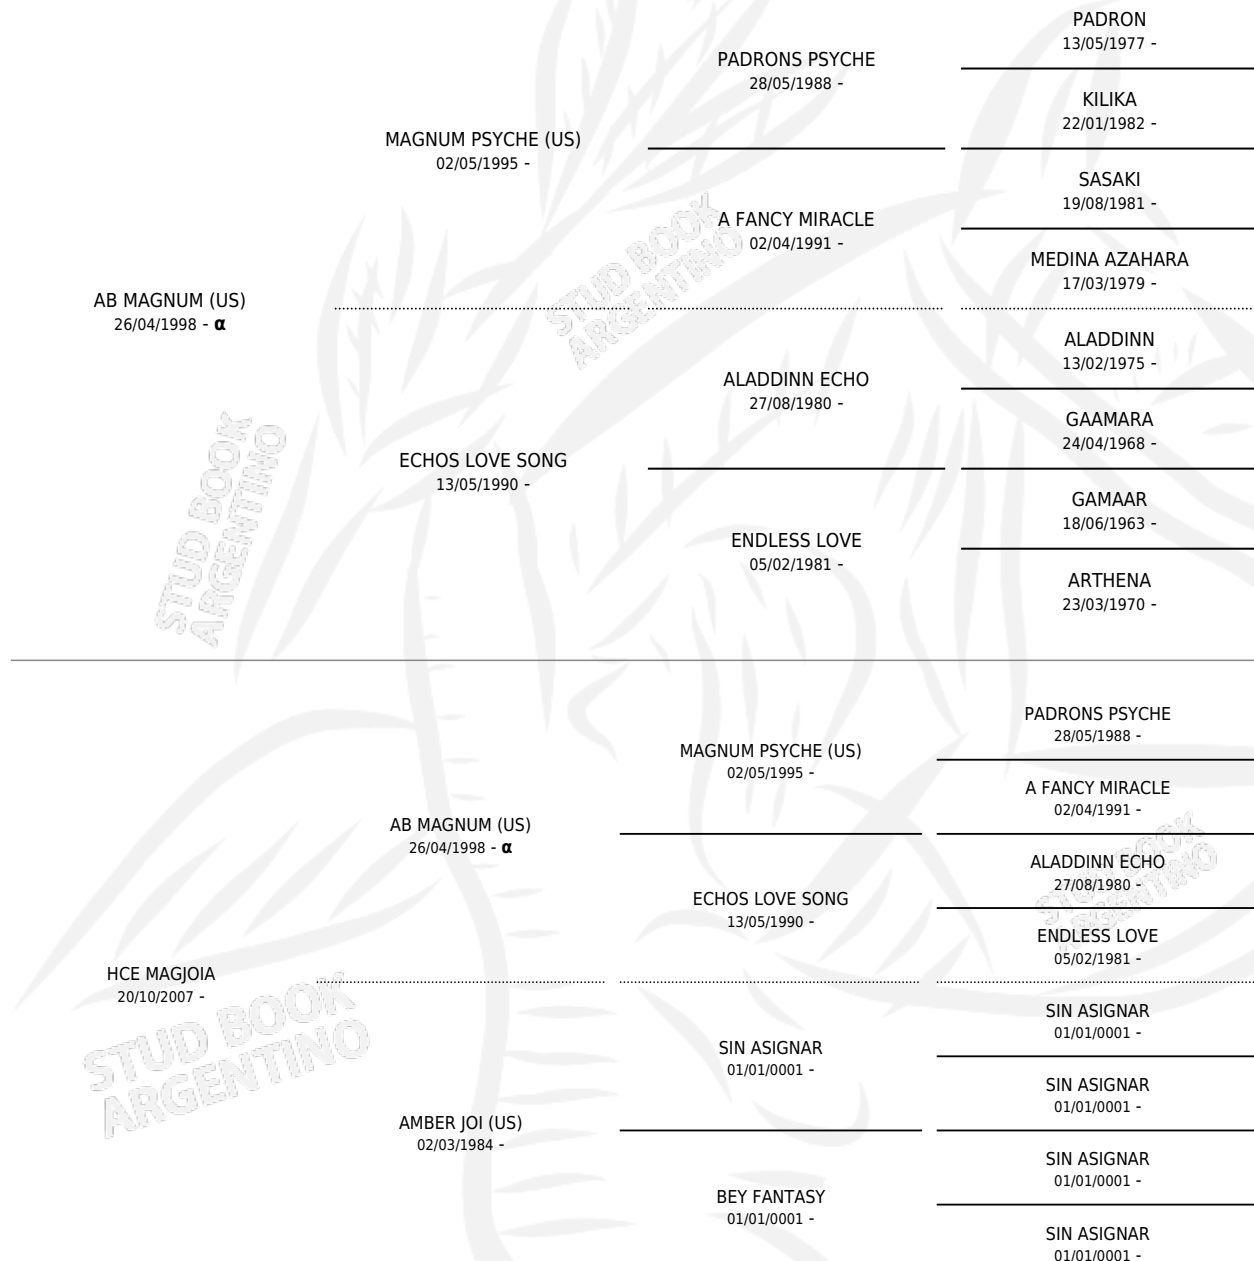 PADRON
13/05/1977 -
PADRONS PSYCHE
28/05/1988 -
KILIKA
22/01/1982 -
MAGNUM PSYCHE (US)
02/05/1995 -
SASAKI
19/08/1981 -
A FANCY MIRACLE
02/04/1991 -
MEDINA AZAHARA
17/03/1979 -
AB MAGNUM (US)
26/04/1998 - α
ALADDINN
13/02/1975 -
ALADDINN ECHO
27/08/1980 -
GAAMARA
24/04/1968 -
ECHOS LOVE SONG
13/05/1990 -
GAMAAR
18/06/1963 -
ENDLESS LOVE
05/02/1981 -
ARTHENA
23/03/1970 -
STUD BOOK
ARGENTINO
STUD BOOK
ARGENTINO
PADRONS PSYCHE
28/05/1988 -
MAGNUM PSYCHE (US)
02/05/1995 -
A FANCY MIRACLE
02/04/1991 -
AB MAGNUM (US)
26/04/1998 - α
ALADDINN ECHO
27/08/1980 -
ECHOS LOVE SONG
13/05/1990 -
ENDLESS LOVE
05/02/1981 -
HCE MAGJOIA
20/10/2007 -
SIN ASIGNAR
01/01/0001 -
SIN ASIGNAR
01/01/0001 -
SIN ASIGNAR
01/01/0001 -
AMBER JOI (US)
02/03/1984 -
SIN ASIGNAR
01/01/0001 -
BEY FANTASY
01/01/0001 -
SIN ASIGNAR
01/01/0001 -
STUD BOOK
ARGENTINO
STUD BOOK
ARGENTINO